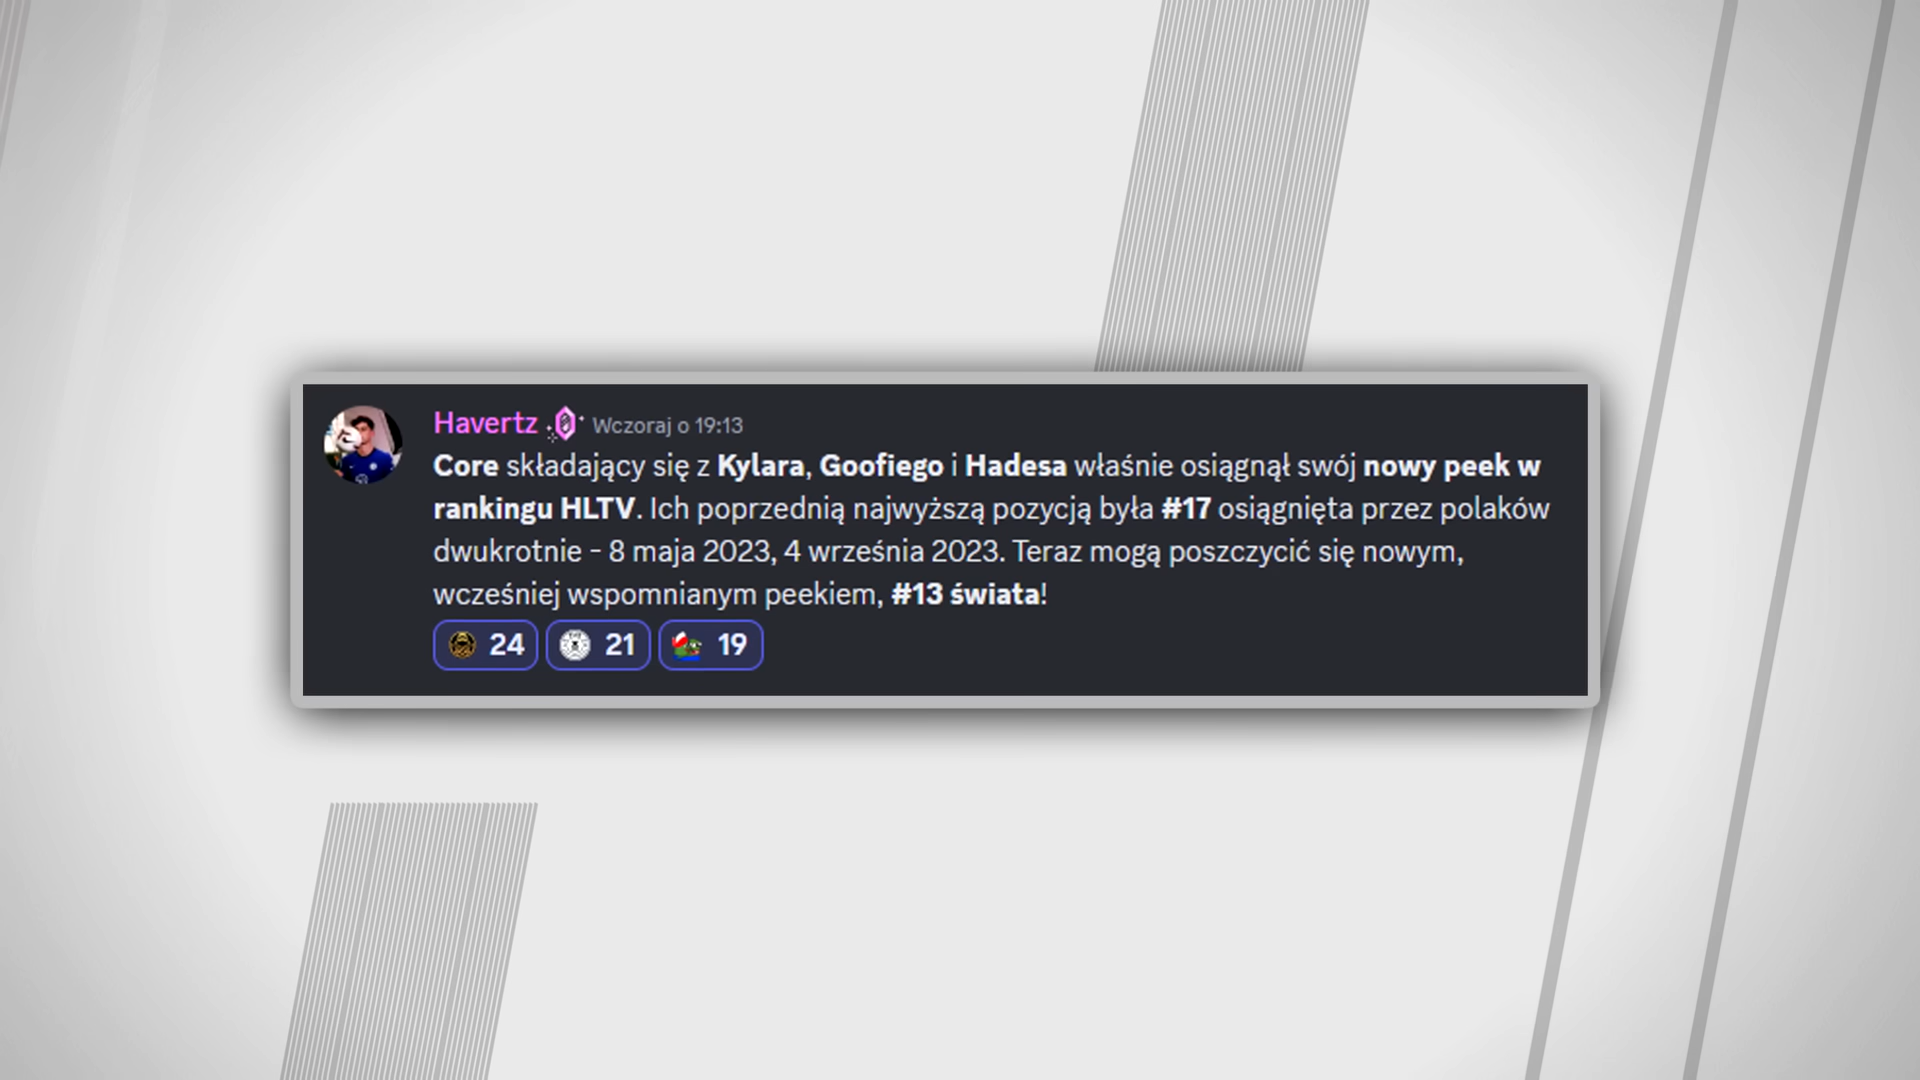 Havertz Wczoraj o 19:13
Core składający się z Kylara, Goofiego i Hadesa właśnie osiągnął swój nowy peek w
rankingu HLTV. Ich poprzednią najwyższą pozycją była #17 osiągnięta przez polaków
dwukrotnie - 8 maja 2023, 4 września 2023. Teraz mogą poszczycić się nowym,
wcześniej wspomnianym peekiem, #13 świata!
24 21 19